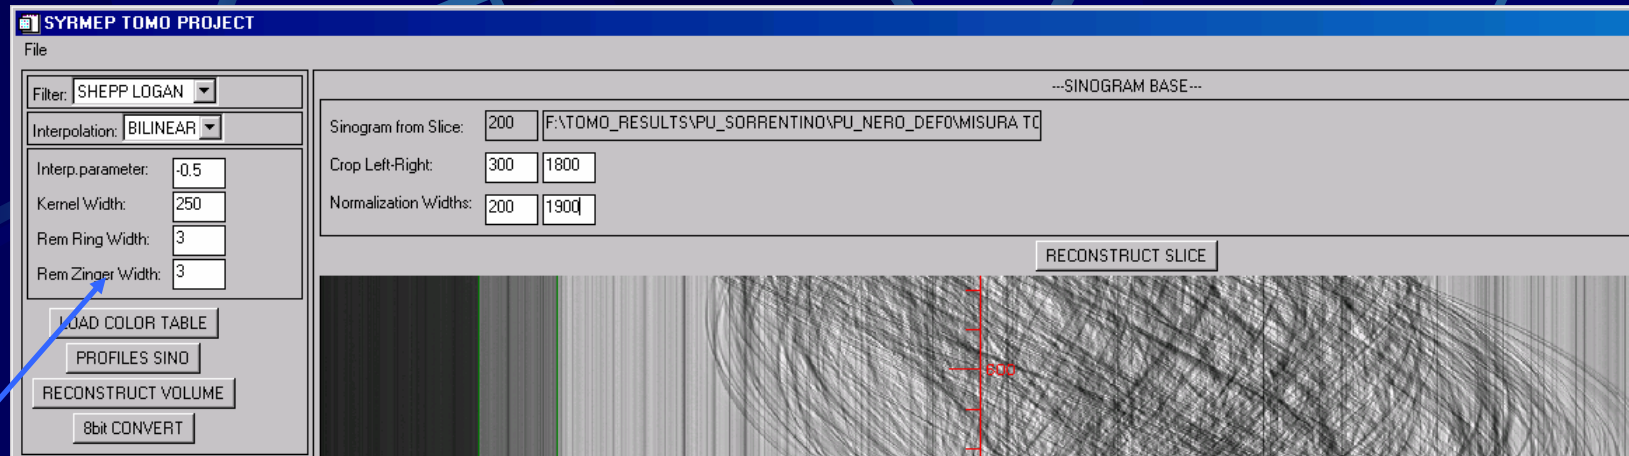 SYRMEP TOMO PROJECT
File
Filter: SHEPP LOGAN
Interpolation: BILINEAR
Interp.parameter: -0.5
Kernel Width: 250
Rem Ring Width: 3
Rem Zinger Width: 3
LOAD COLOR TABLE
PROFILES SINO
RECONSTRUCT VOLUME
8bit CONVERT
---SINOGRAM BASE---
Sinogram from Slice: 200 F:\TOMO_RESULTS\PU_SORRENTINO\PU_NERO_DEF0\MISURA TO
Crop Left-Right: 300 1800
Normalization Widths: 200 1900
RECONSTRUCT SLICE
800